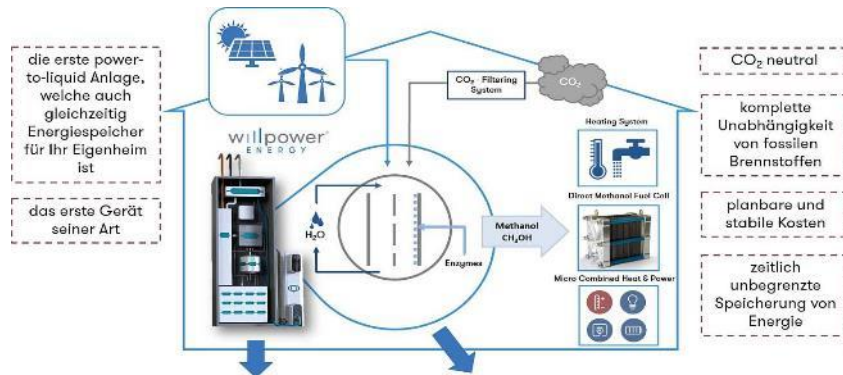 die erste power-
to-liquid Anlage,
welche auch
gleichzeitig
Energiespeicher
für Ihr Eigenheim
ist
das erste Gerät
seiner Art
willpower
ENERGY
H₂O
CO₂ - Filtering
System
CO₂
Enzymes
Methanol
CH₃OH
Heating System
Direct Methanol Fuel Cell
Micro Combined Heat & Power
CO₂ neutral
komplette
Unabhängigkeit
von fossilen
Brennstoffen
planbare und
stabile Kosten
zeitlich
unbegrenzte
Speicherung von
Energie